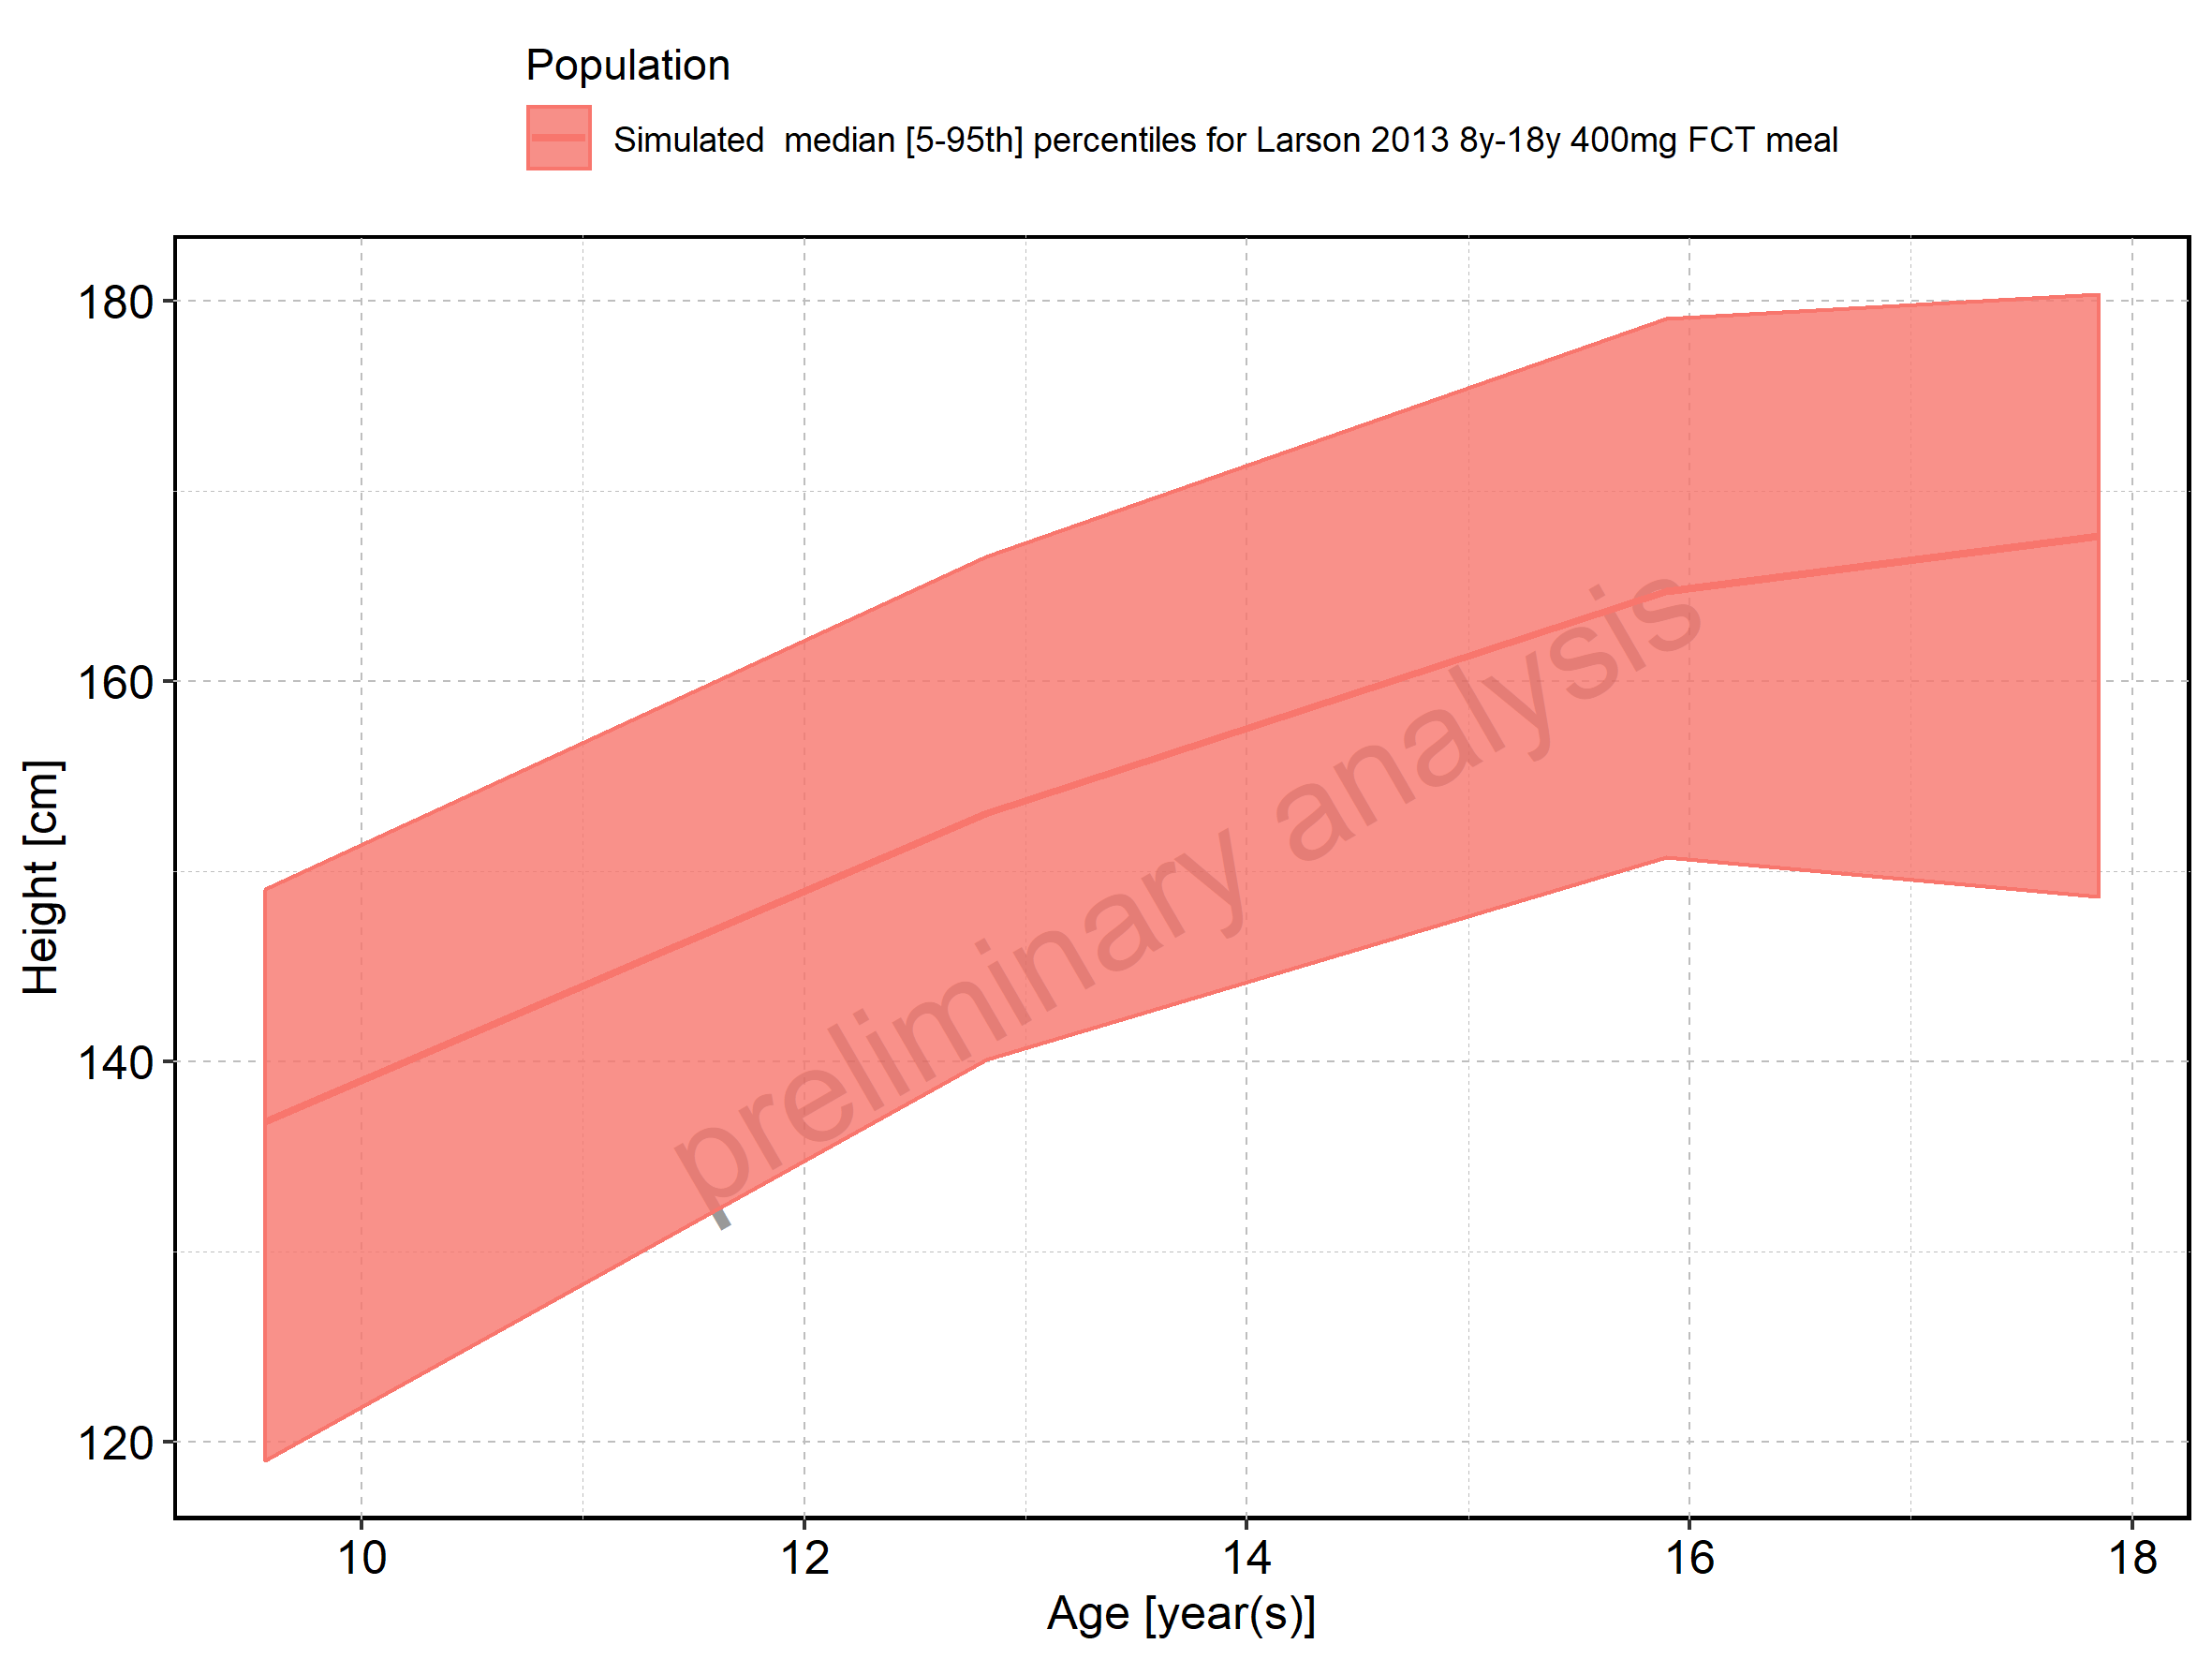 Population
Simulated  median [5-95th] percentiles for Larson 2013 8y-18y 400mg FCT meal
180
160
140
120
Height [cm]
preliminary analysis
10 12 14 16 18
Age [year(s)]